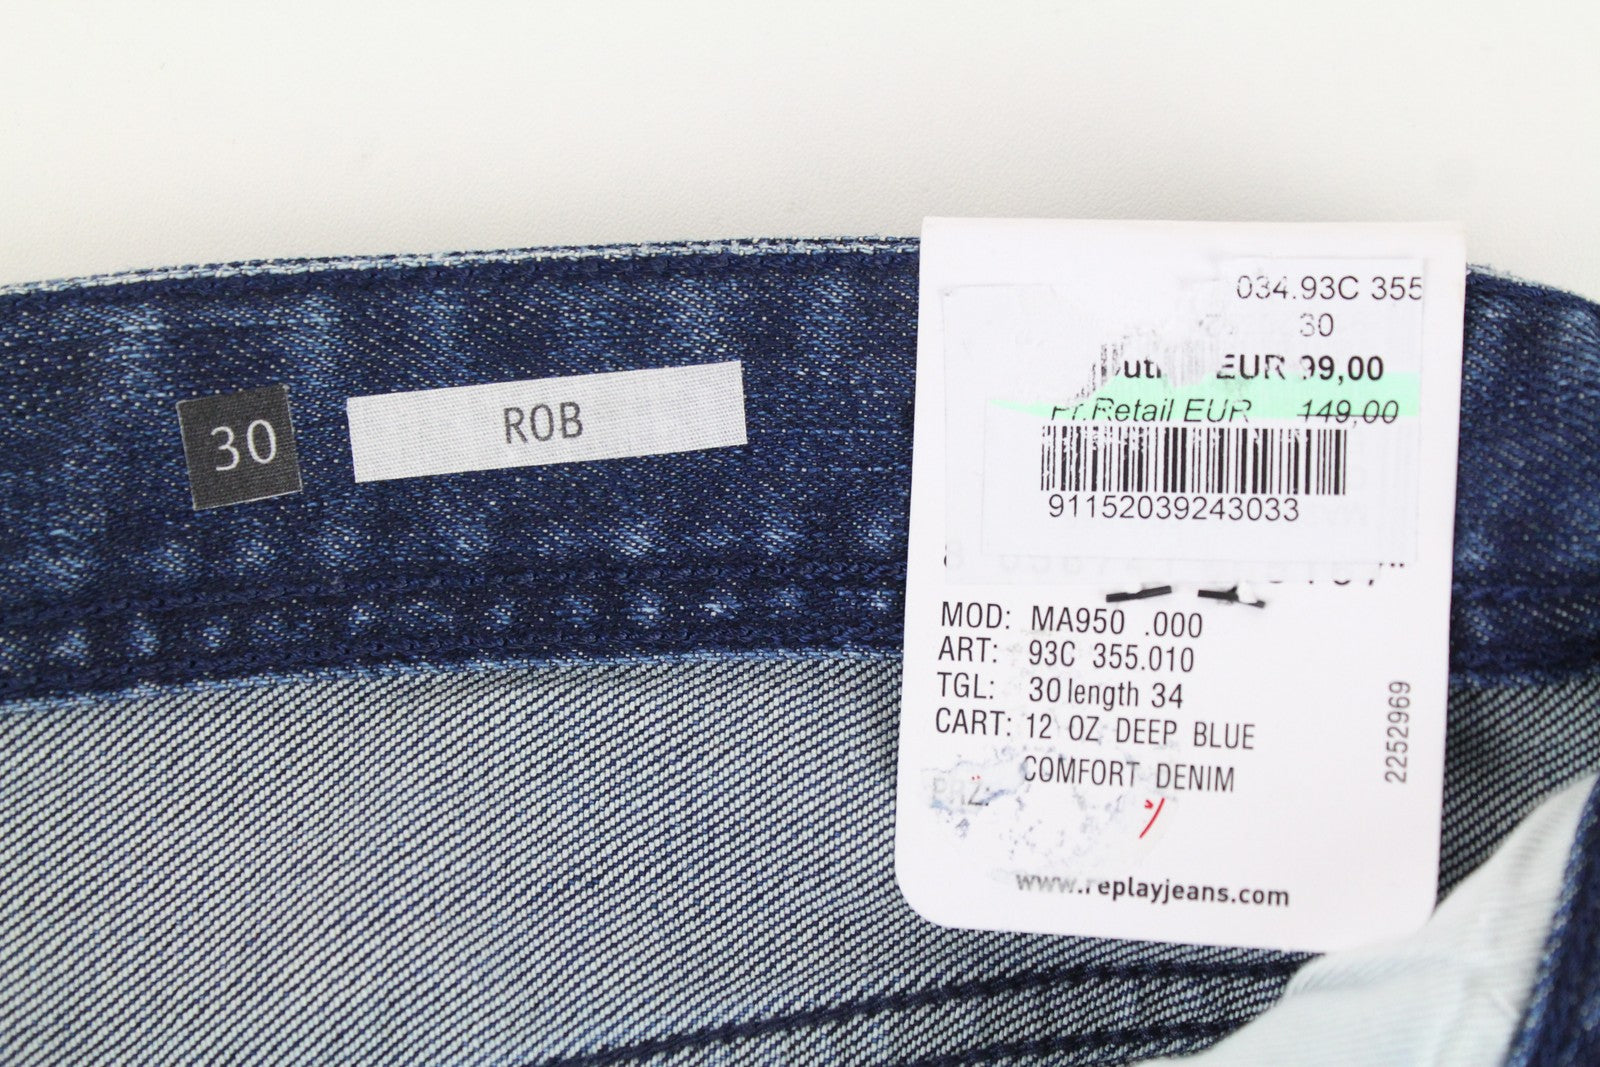 30
ROB
034.93C 355
30
EUR 99,00
Pr.Retail EUR 149,00
91152039243033
MOD: MA950 .000
ART: 93C 355.010
TGL: 30 length 34
CART: 12 OZ DEEP BLUE
COMFORT DENIM
PRZ:
2252969
www.replayjeans.com